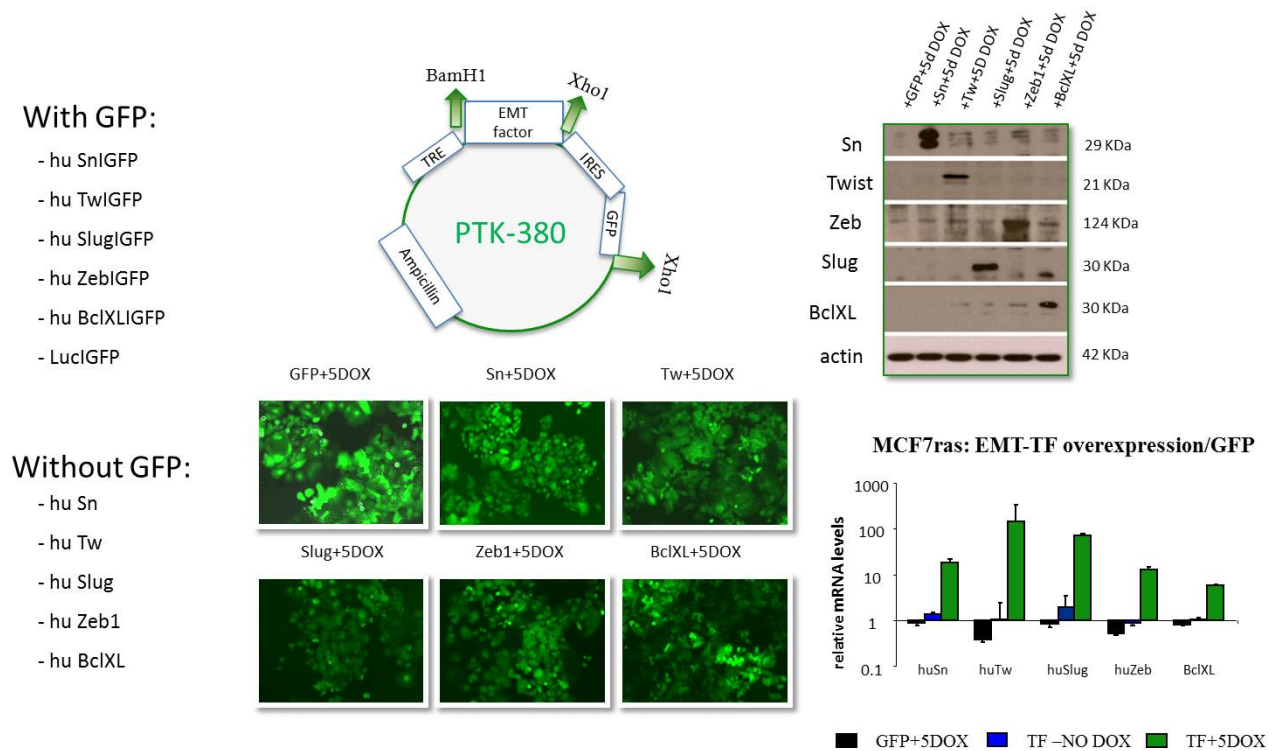 With GFP:
- hu SnIGFP
- hu TwIGFP
- hu SlugIGFP
- hu ZebIGFP
- hu BclXLIGFP
- LucIGFP
Without GFP:
- hu Sn
- hu Tw
- hu Slug
- hu Zeb1
- hu BclXL
BamH1
Xho1
EMT
factor
TRE
IRES
GFP
PTK-380
Ampicillin
Xho1
GFP+5DOX
Sn+5DOX
Tw+5DOX
Slug+5DOX
Zeb1+5DOX
BclXL+5DOX
+GFP+5d DOX
+Sn+5d DOX
+Tw+5D DOX
+Slug+5d DOX
+Zeb1+5d DOX
+BclXL+5d DOX
Sn
29 KDa
Twist
21 KDa
Zeb
124 KDa
Slug
30 KDa
BclXL
30 KDa
actin
42 KDa
MCF7ras: EMT-TF overexpression/GFP
relative mRNA levels
1000
100
10
1
0.1
huSn
huTw
huSlug
huZeb
BclXL
GFP+5DOX
TF –NO DOX
TF+5DOX